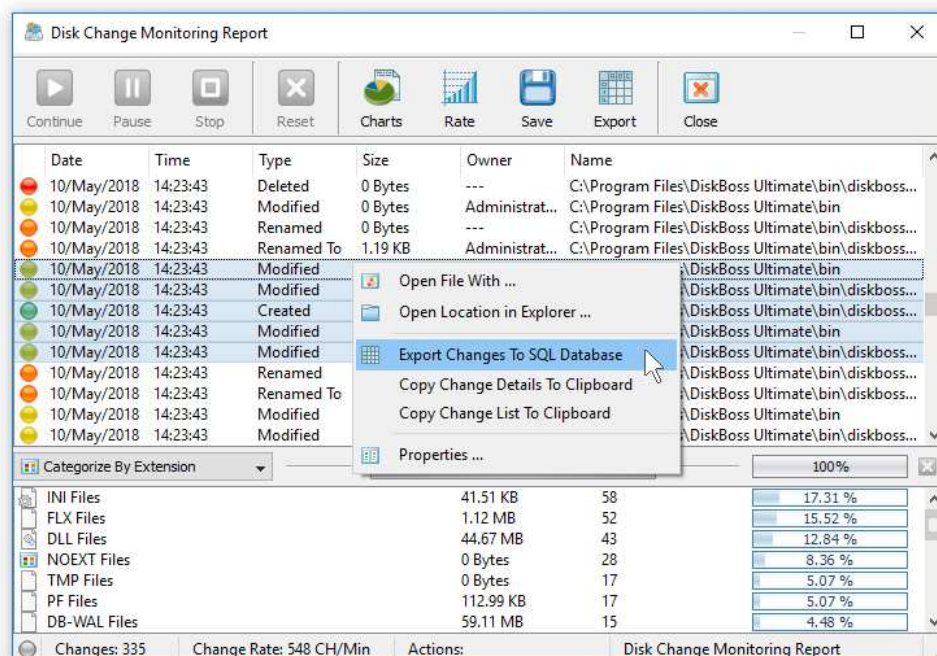 Disk Change Monitoring Report
Continue Pause Stop Reset Charts Rate Save Export Close
Date Time Type Size Owner Name
10/May/2018 14:23:43 Deleted 0 Bytes --- C:\Program Files\DiskBoss Ultimate\bin\diskboss...
10/May/2018 14:23:43 Modified 0 Bytes Administrat... C:\Program Files\DiskBoss Ultimate\bin
10/May/2018 14:23:43 Renamed 0 Bytes --- C:\Program Files\DiskBoss Ultimate\bin\diskboss...
10/May/2018 14:23:43 Renamed To 1.19 KB Administrat... C:\Program Files\DiskBoss Ultimate\bin\diskboss...
10/May/2018 14:23:43 Modified \DiskBoss Ultimate\bin
10/May/2018 14:23:43 Modified \DiskBoss Ultimate\bin\diskboss...
10/May/2018 14:23:43 Created \DiskBoss Ultimate\bin\diskboss...
10/May/2018 14:23:43 Modified \DiskBoss Ultimate\bin
10/May/2018 14:23:43 Modified \DiskBoss Ultimate\bin\diskboss...
10/May/2018 14:23:43 Renamed \DiskBoss Ultimate\bin\diskboss...
10/May/2018 14:23:43 Renamed To \DiskBoss Ultimate\bin\diskboss...
10/May/2018 14:23:43 Modified \DiskBoss Ultimate\bin
10/May/2018 14:23:43 Modified \DiskBoss Ultimate\bin\diskboss...
Open File With ...
Open Location in Explorer ...
Export Changes To SQL Database
Copy Change Details To Clipboard
Copy Change List To Clipboard
Properties ...
Categorize By Extension 100%
INI Files 41.51 KB 58 17.31 %
FLX Files 1.12 MB 52 15.52 %
DLL Files 44.67 MB 43 12.84 %
NOEXT Files 0 Bytes 28 8.36 %
TMP Files 0 Bytes 17 5.07 %
PF Files 112.99 KB 17 5.07 %
DB-WAL Files 59.11 MB 15 4.48 %
Changes: 335 Change Rate: 548 CH/Min Actions: Disk Change Monitoring Report